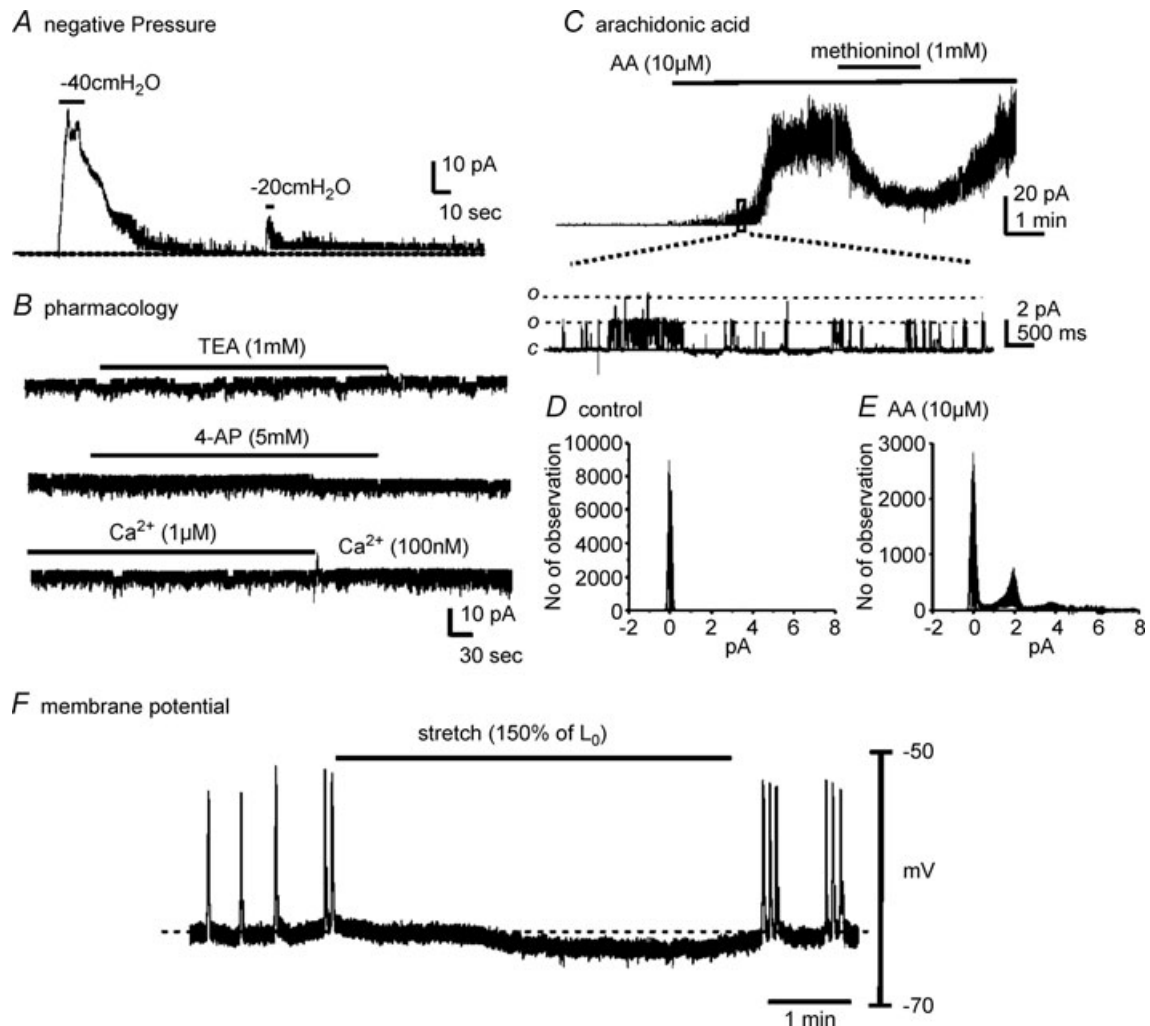 A negative Pressure
-40cmH₂O
-20cmH₂O
10 pA
10 sec
B pharmacology
TEA (1mM)
4-AP (5mM)
Ca²⁺ (1µM)
Ca²⁺ (100nM)
10 pA
30 sec
C arachidonic acid
methioninol (1mM)
AA (10µM)
20 pA
1 min
o
o
c
2 pA
500 ms
D control
No of observation
10000
8000
6000
4000
2000
0
-2 0 2 4 6 8
pA
E AA (10µM)
No of observation
3000
2000
1000
0
-2 0 2 4 6 8
pA
F membrane potential
stretch (150% of L₀)
-50
mV
-70
1 min